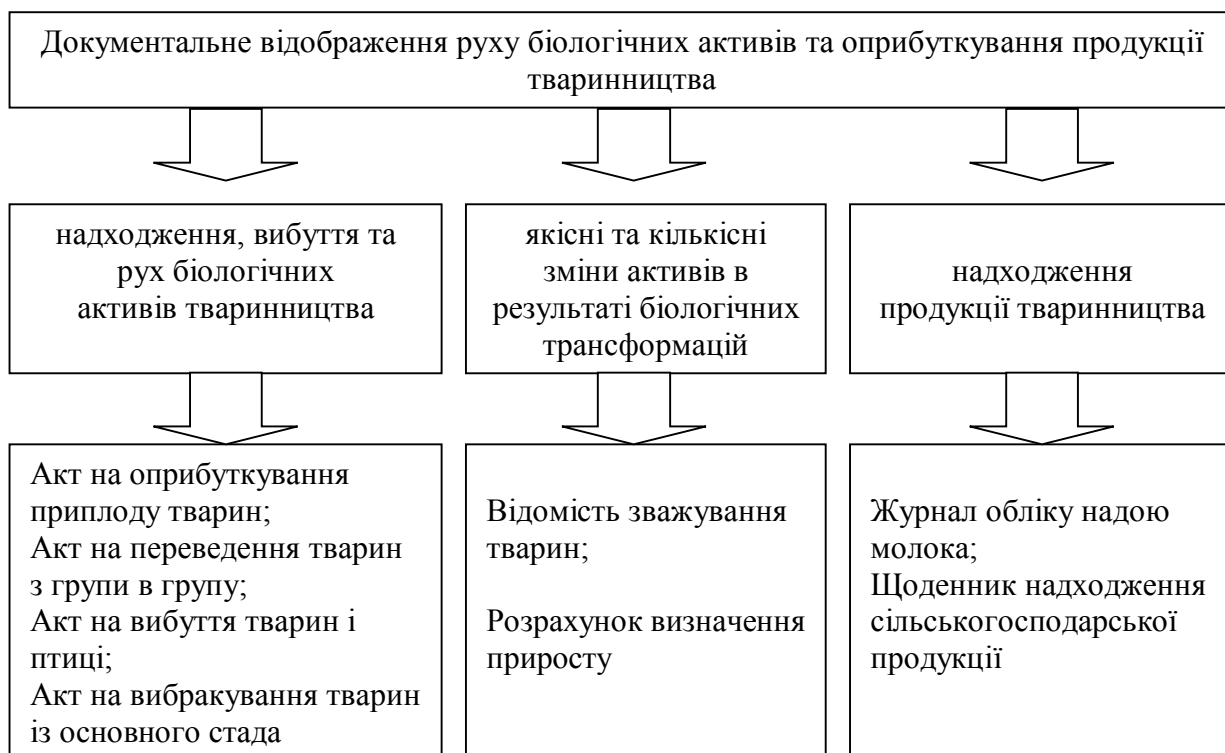 Документальне відображення руху біологічних активів та оприбуткування продукції
тваринництва
надходження, вибуття та
рух біологічних
активів тваринництва
якісні та кількісні
зміни активів в
результаті біологічних
трансформацій
надходження
продукції тваринництва
Акт на оприбуткування
приплоду тварин;
Акт на переведення тварин
з групи в групу;
Акт на вибуття тварин і
птиці;
Акт на вибракування тварин
із основного стада
Відомість зважування
тварин;
Розрахунок визначення
приросту
Журнал обліку надою
молока;
Щоденник надходження
сільськогосподарської
продукції